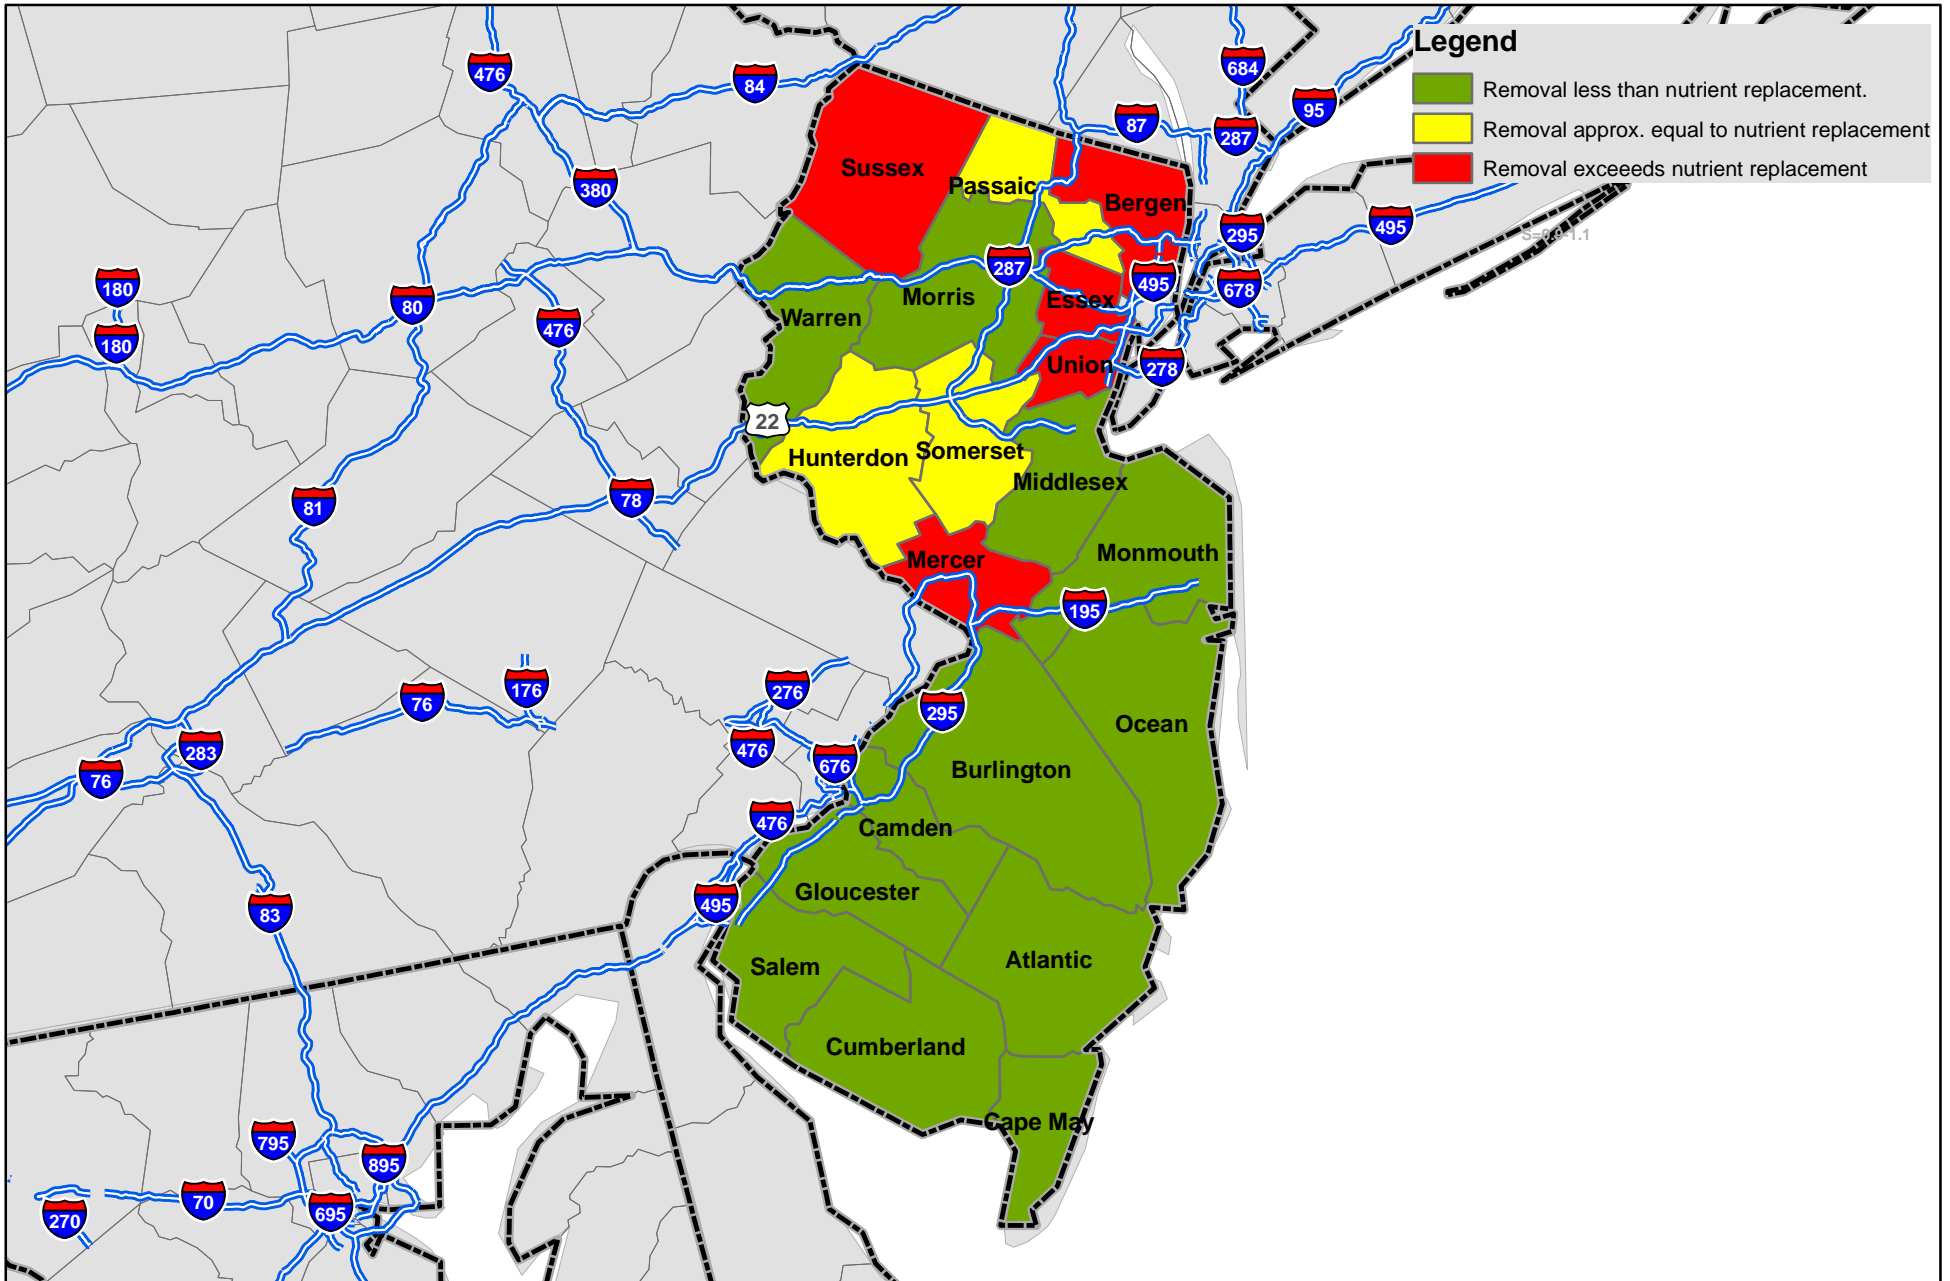 Legend
Removal less than nutrient replacement.
Removal approx. equal to nutrient replacement
Removal exceeeds nutrient replacement
476
84
684
95
87
287
380
Sussex
Passaic
Bergen
295
495
180
80
287
495
678
Essex
Morris
Warren
180
476
Union
278
22
Hunterdon
Somerset
Middlesex
81
78
Mercer
Monmouth
195
76
176
276
295
Ocean
283
476
676
76
Burlington
476
Camden
Gloucester
495
83
Salem
Atlantic
Cumberland
Cape May
795
895
70
695
270